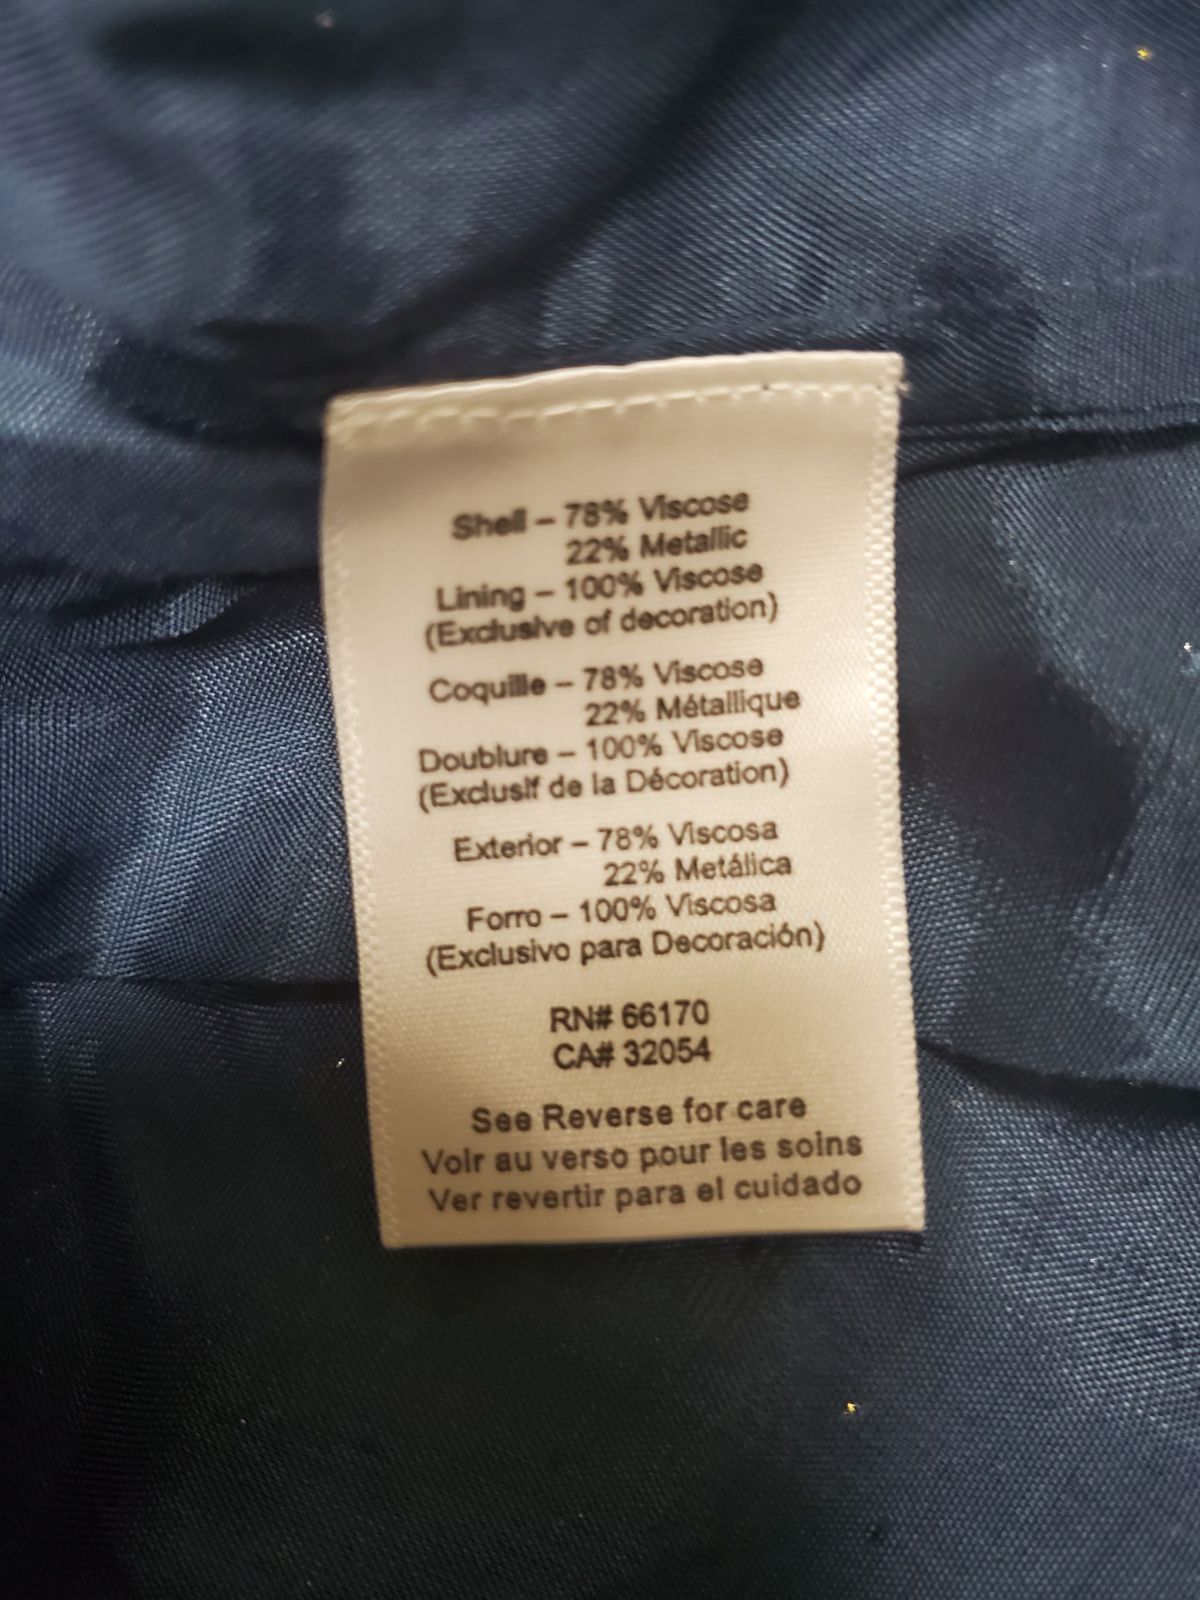 Shell – 78% Viscose
22% Metallic
Lining – 100% Viscose
(Exclusive of decoration)
Coquille – 78% Viscose
22% Métallique
Doublure – 100% Viscose
(Exclusif de la Décoration)
Exterior – 78% Viscosa
22% Metálica
Forro – 100% Viscosa
(Exclusivo para Decoración)
RN# 66170
CA# 32054
See Reverse for care
Voir au verso pour les soins
Ver revertir para el cuidado